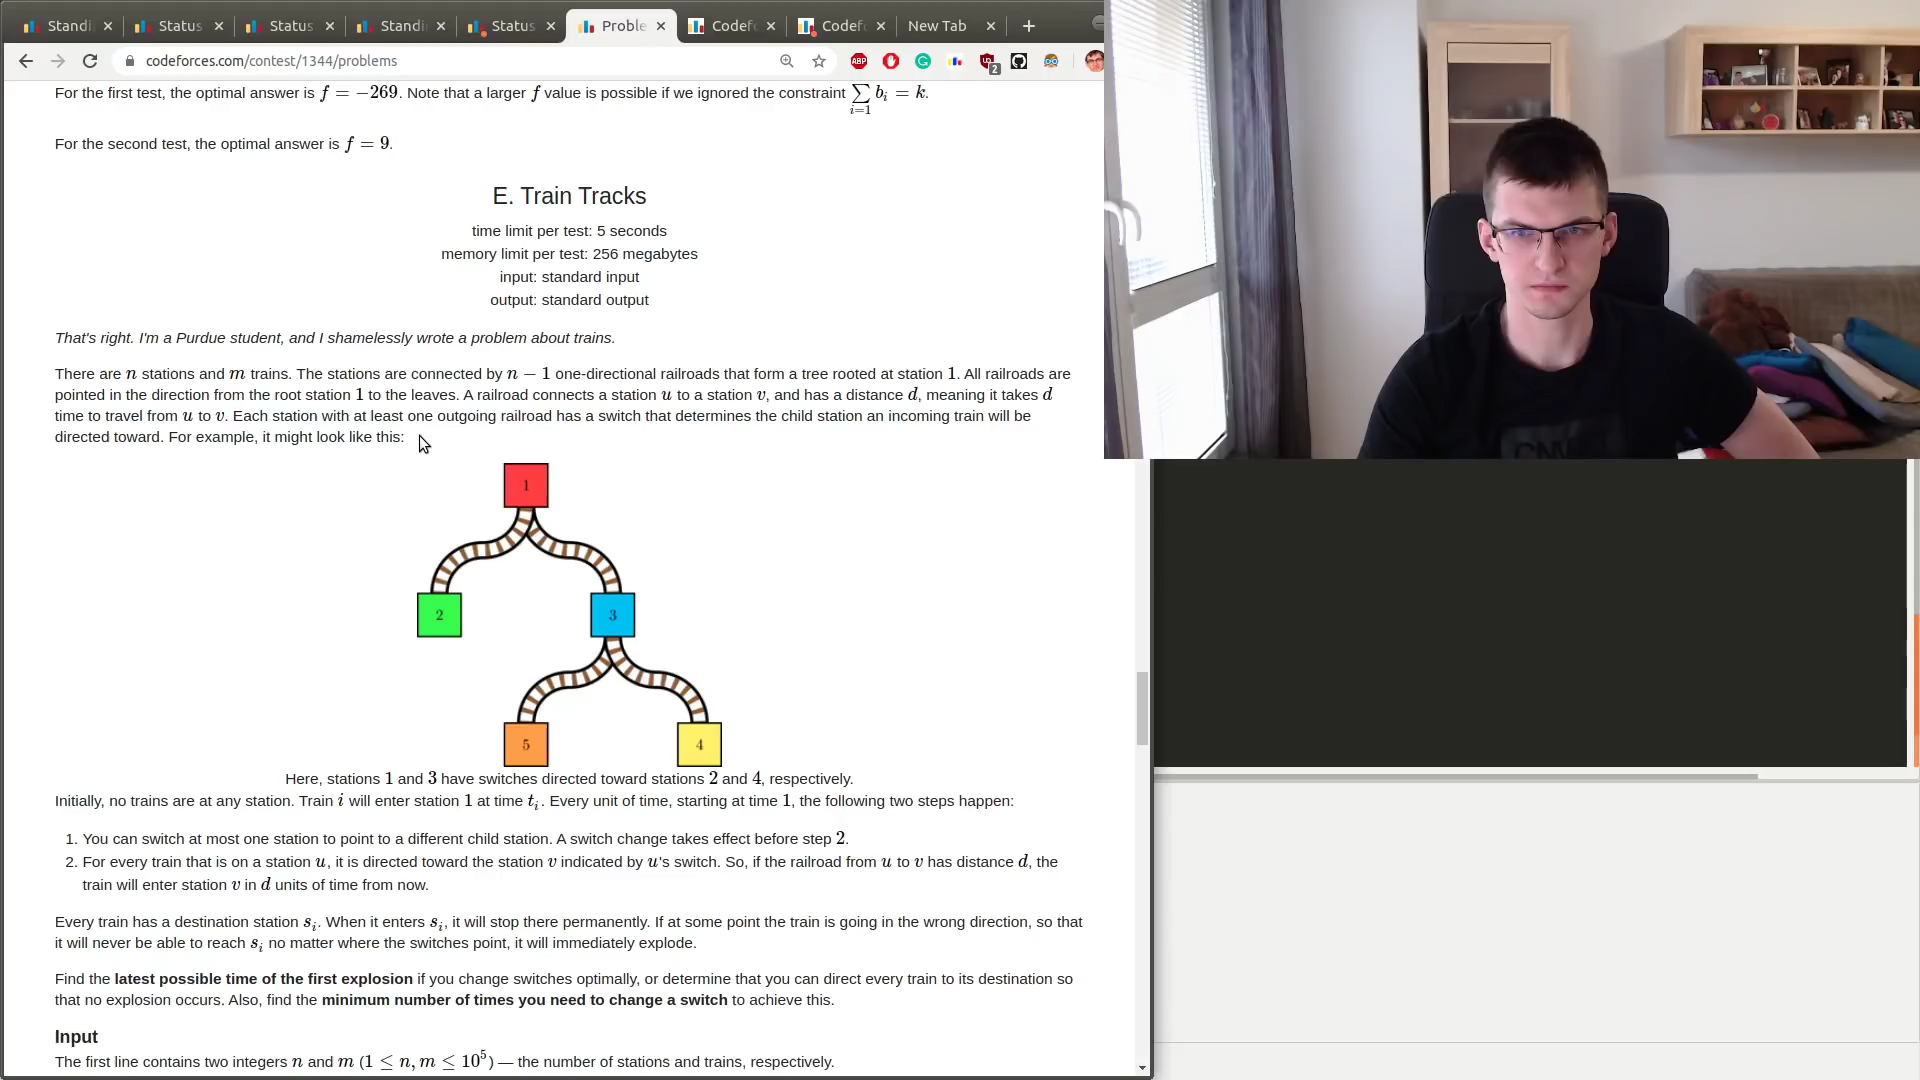 Standi
Status
Status
Standi
Status
Proble
Codef
Codef
New Tab
codeforces.com/contest/1344/problems
ABP
2
For the first test, the optimal answer is f = −269. Note that a larger f value is possible if we ignored the constraint ∑ i=1 b_i = k.
For the second test, the optimal answer is f = 9.
E. Train Tracks
time limit per test: 5 seconds
memory limit per test: 256 megabytes
input: standard input
output: standard output
That's right. I'm a Purdue student, and I shamelessly wrote a problem about trains.
There are n stations and m trains. The stations are connected by n − 1 one-directional railroads that form a tree rooted at station 1. All railroads are
pointed in the direction from the root station 1 to the leaves. A railroad connects a station u to a station v, and has a distance d, meaning it takes d
time to travel from u to v. Each station with at least one outgoing railroad has a switch that determines the child station an incoming train will be
directed toward. For example, it might look like this:
1
2
3
5
4
Here, stations 1 and 3 have switches directed toward stations 2 and 4, respectively.
Initially, no trains are at any station. Train i will enter station 1 at time t_i. Every unit of time, starting at time 1, the following two steps happen:
1. You can switch at most one station to point to a different child station. A switch change takes effect before step 2.
2. For every train that is on a station u, it is directed toward the station v indicated by u's switch. So, if the railroad from u to v has distance d, the
train will enter station v in d units of time from now.
Every train has a destination station s_i. When it enters s_i, it will stop there permanently. If at some point the train is going in the wrong direction, so that
it will never be able to reach s_i no matter where the switches point, it will immediately explode.
Find the latest possible time of the first explosion if you change switches optimally, or determine that you can direct every train to its destination so
that no explosion occurs. Also, find the minimum number of times you need to change a switch to achieve this.
Input
The first line contains two integers n and m (1 ≤ n, m ≤ 10^5) — the number of stations and trains, respectively.